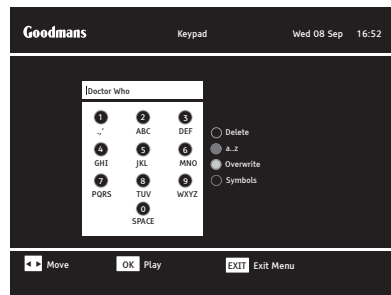 Goodmans Keypad Wed 08 Sep 16:52
Doctor Who
1 2 3
.,‘ ABC DEF
4 5 6
GHI JKL MNO
7 8 9
PQRS TUV WXYZ
0
SPACE
Delete
a..z
Overwrite
Symbols
Move OK Play EXIT Exit Menu